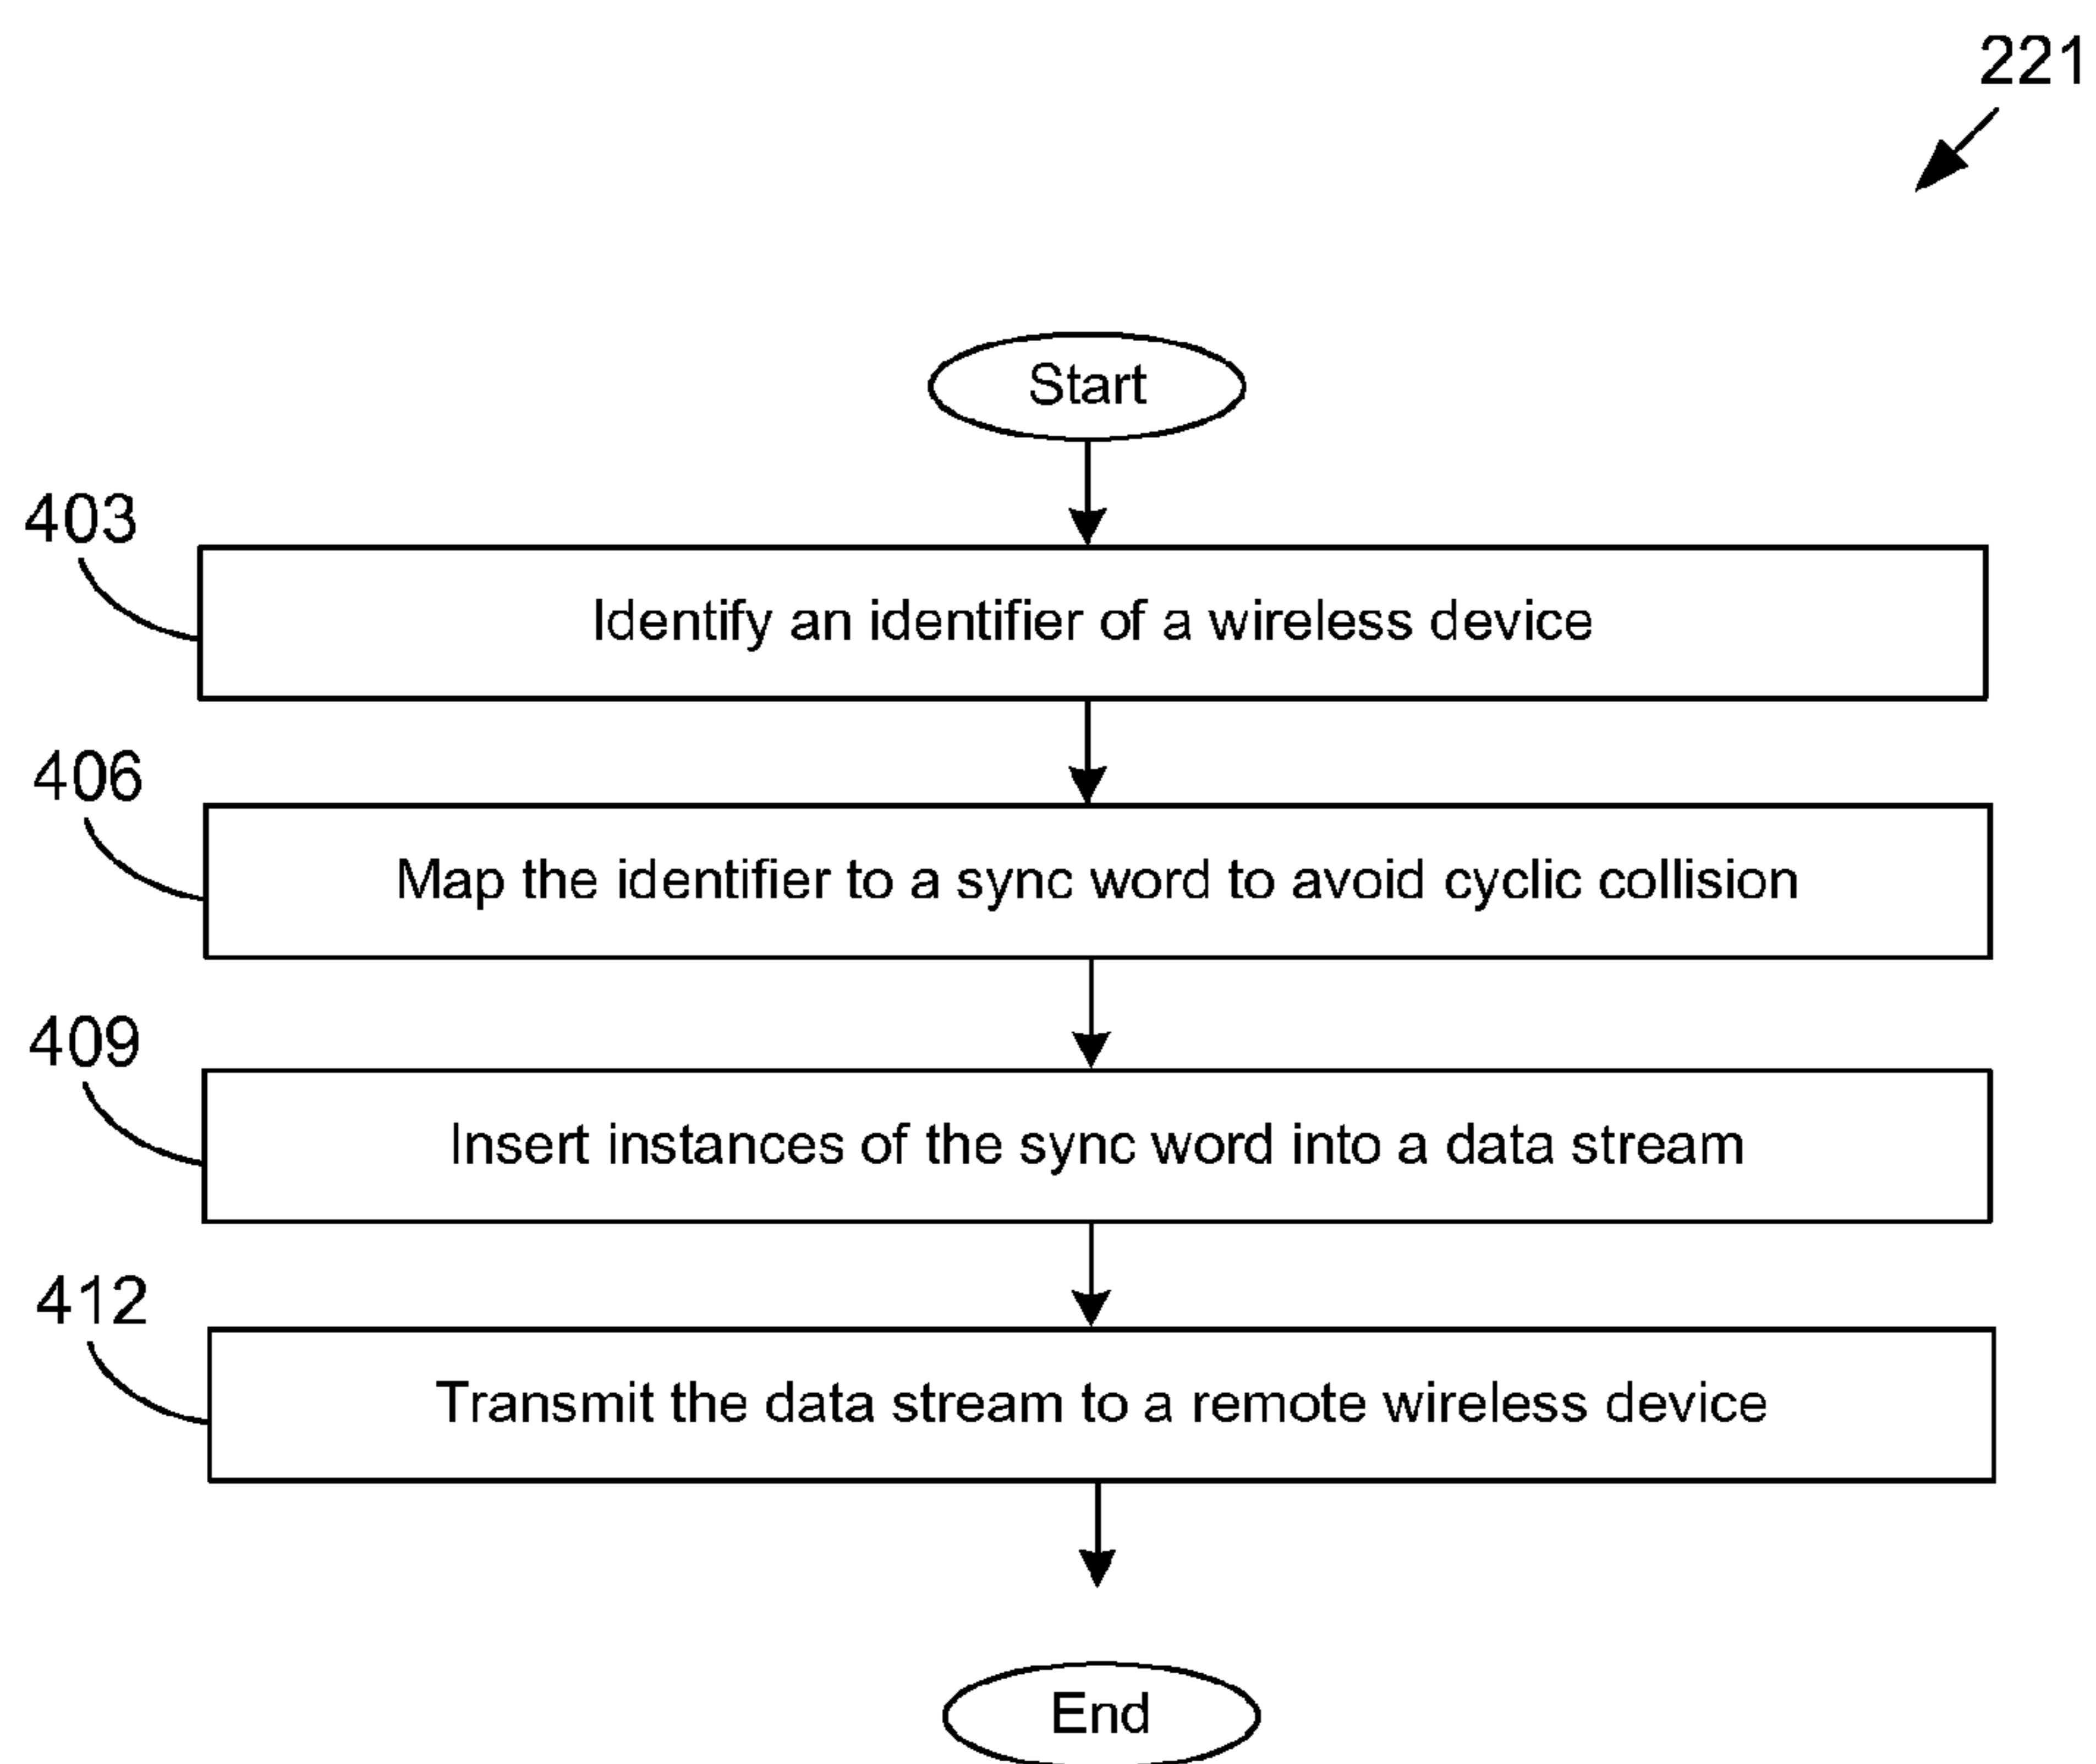 221
Start
403
Identify an identifier of a wireless device
406
Map the identifier to a sync word to avoid cyclic collision
409
Insert instances of the sync word into a data stream
412
Transmit the data stream to a remote wireless device
End